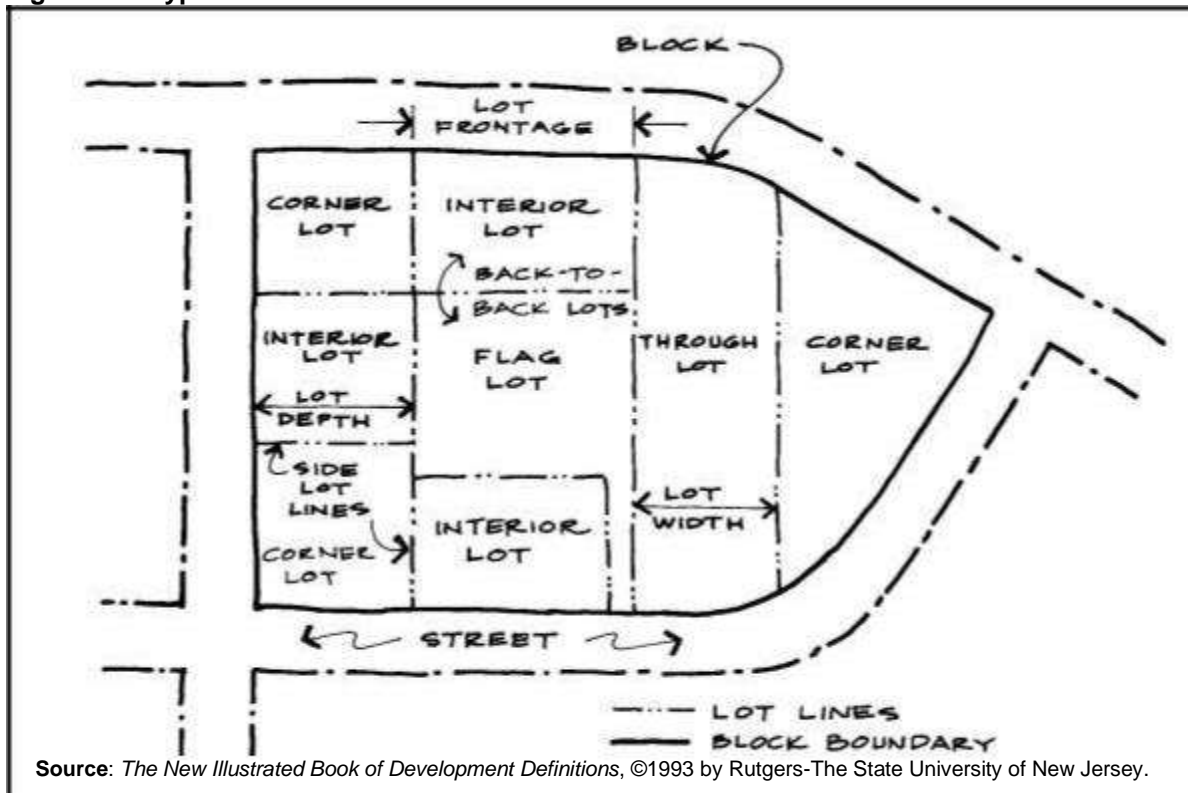 BLOCK
LOT
FRONTAGE
CORNER
LOT
INTERIOR
LOT
BACK-TO-
BACK LOTS
INTERIOR
LOT
FLAG
LOT
THROUGH
LOT
CORNER
LOT
LOT
DEPTH
SIDE
LOT
LINES
LOT
WIDTH
INTERIOR
LOT
CORNER
LOT
STREET
LOT LINES
BLOCK BOUNDARY
Source: The New Illustrated Book of Development Definitions, ©1993 by Rutgers-The State University of New Jersey.